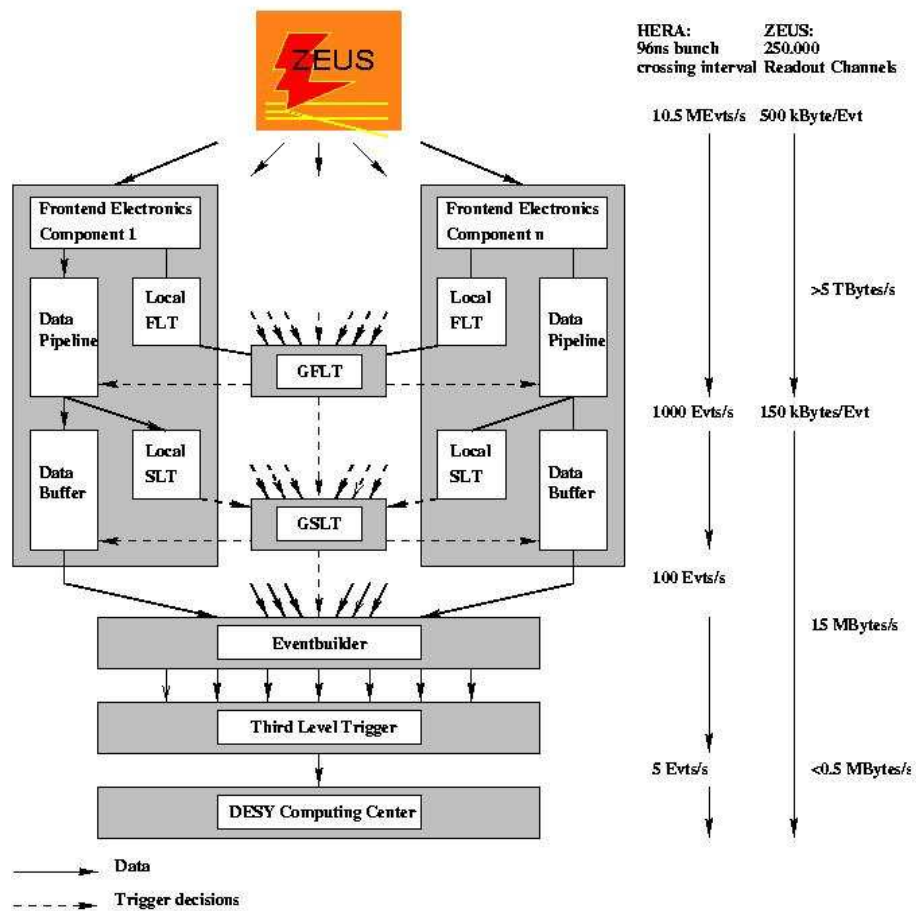 ZEUS
HERA:
96ns bunch
crossing interval
ZEUS:
250.000
Readout Channels
10.5 MEvts/s
500 kByte/Evt
Frontend Electronics
Component 1
Frontend Electronics
Component n
Data
Pipeline
Local
FLT
Local
FLT
Data
Pipeline
>5 TBytes/s
GFLT
1000 Evts/s
150 kBytes/Evt
Data
Buffer
Local
SLT
Local
SLT
Data
Buffer
GSLT
100 Evts/s
Eventbuilder
15 MBytes/s
Third Level Trigger
5 Evts/s
<0.5 MBytes/s
DESY Computing Center
Data
Trigger decisions